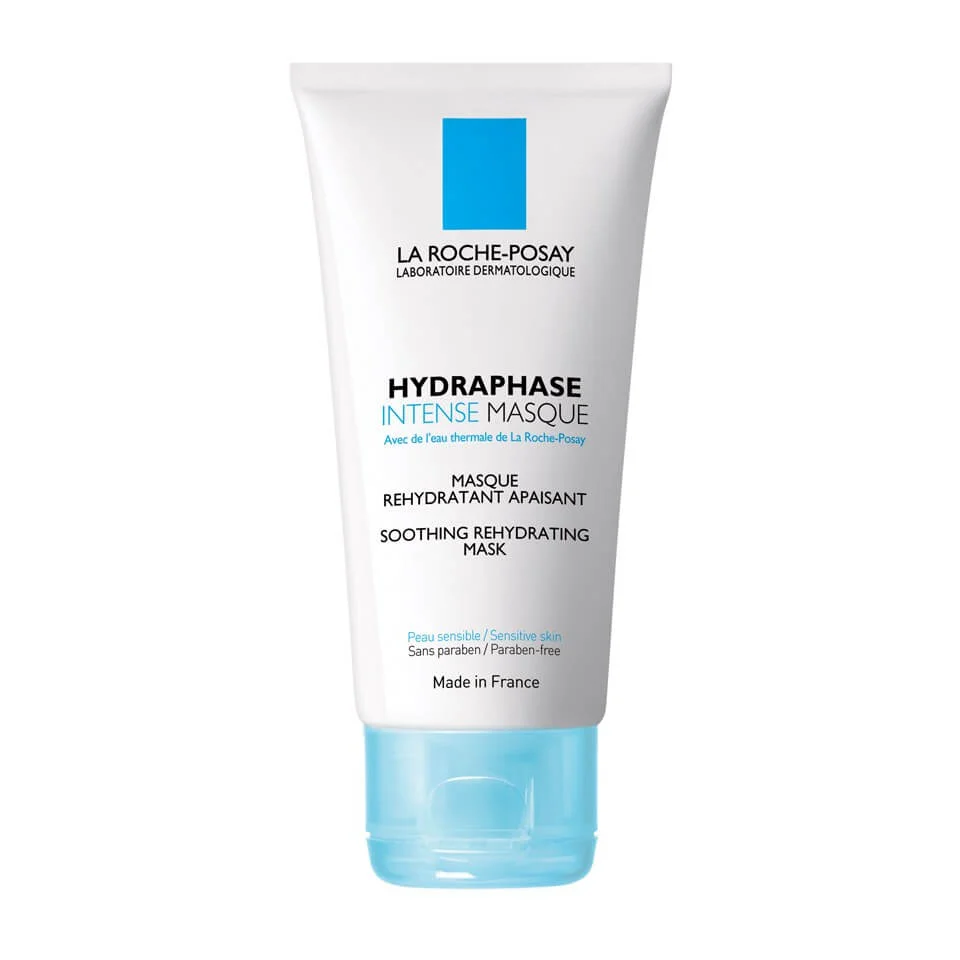 LA ROCHE-POSAY
LABORATOIRE DERMATOLOGIQUE
HYDRAPHASE
INTENSE MASQUE
Avec de l'eau thermale de La Roche-Posay
MASQUE
REHYDRATANT APAISANT
SOOTHING REHYDRATING
MASK
Peau sensible / Sensitive skin
Sans paraben / Paraben-free
Made in France